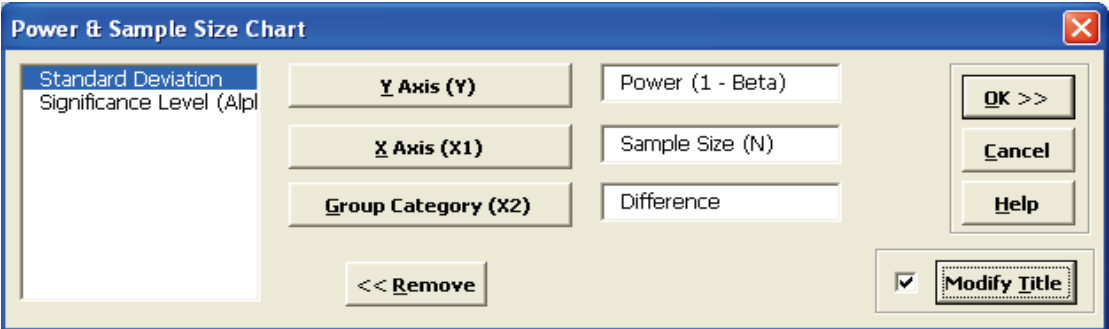 Power & Sample Size Chart
Standard Deviation
Significance Level (Alpl
Y Axis (Y)
Power (1 - Beta)
X Axis (X1)
Sample Size (N)
Group Category (X2)
Difference
<< Remove
OK >>
Cancel
Help
Modify Title